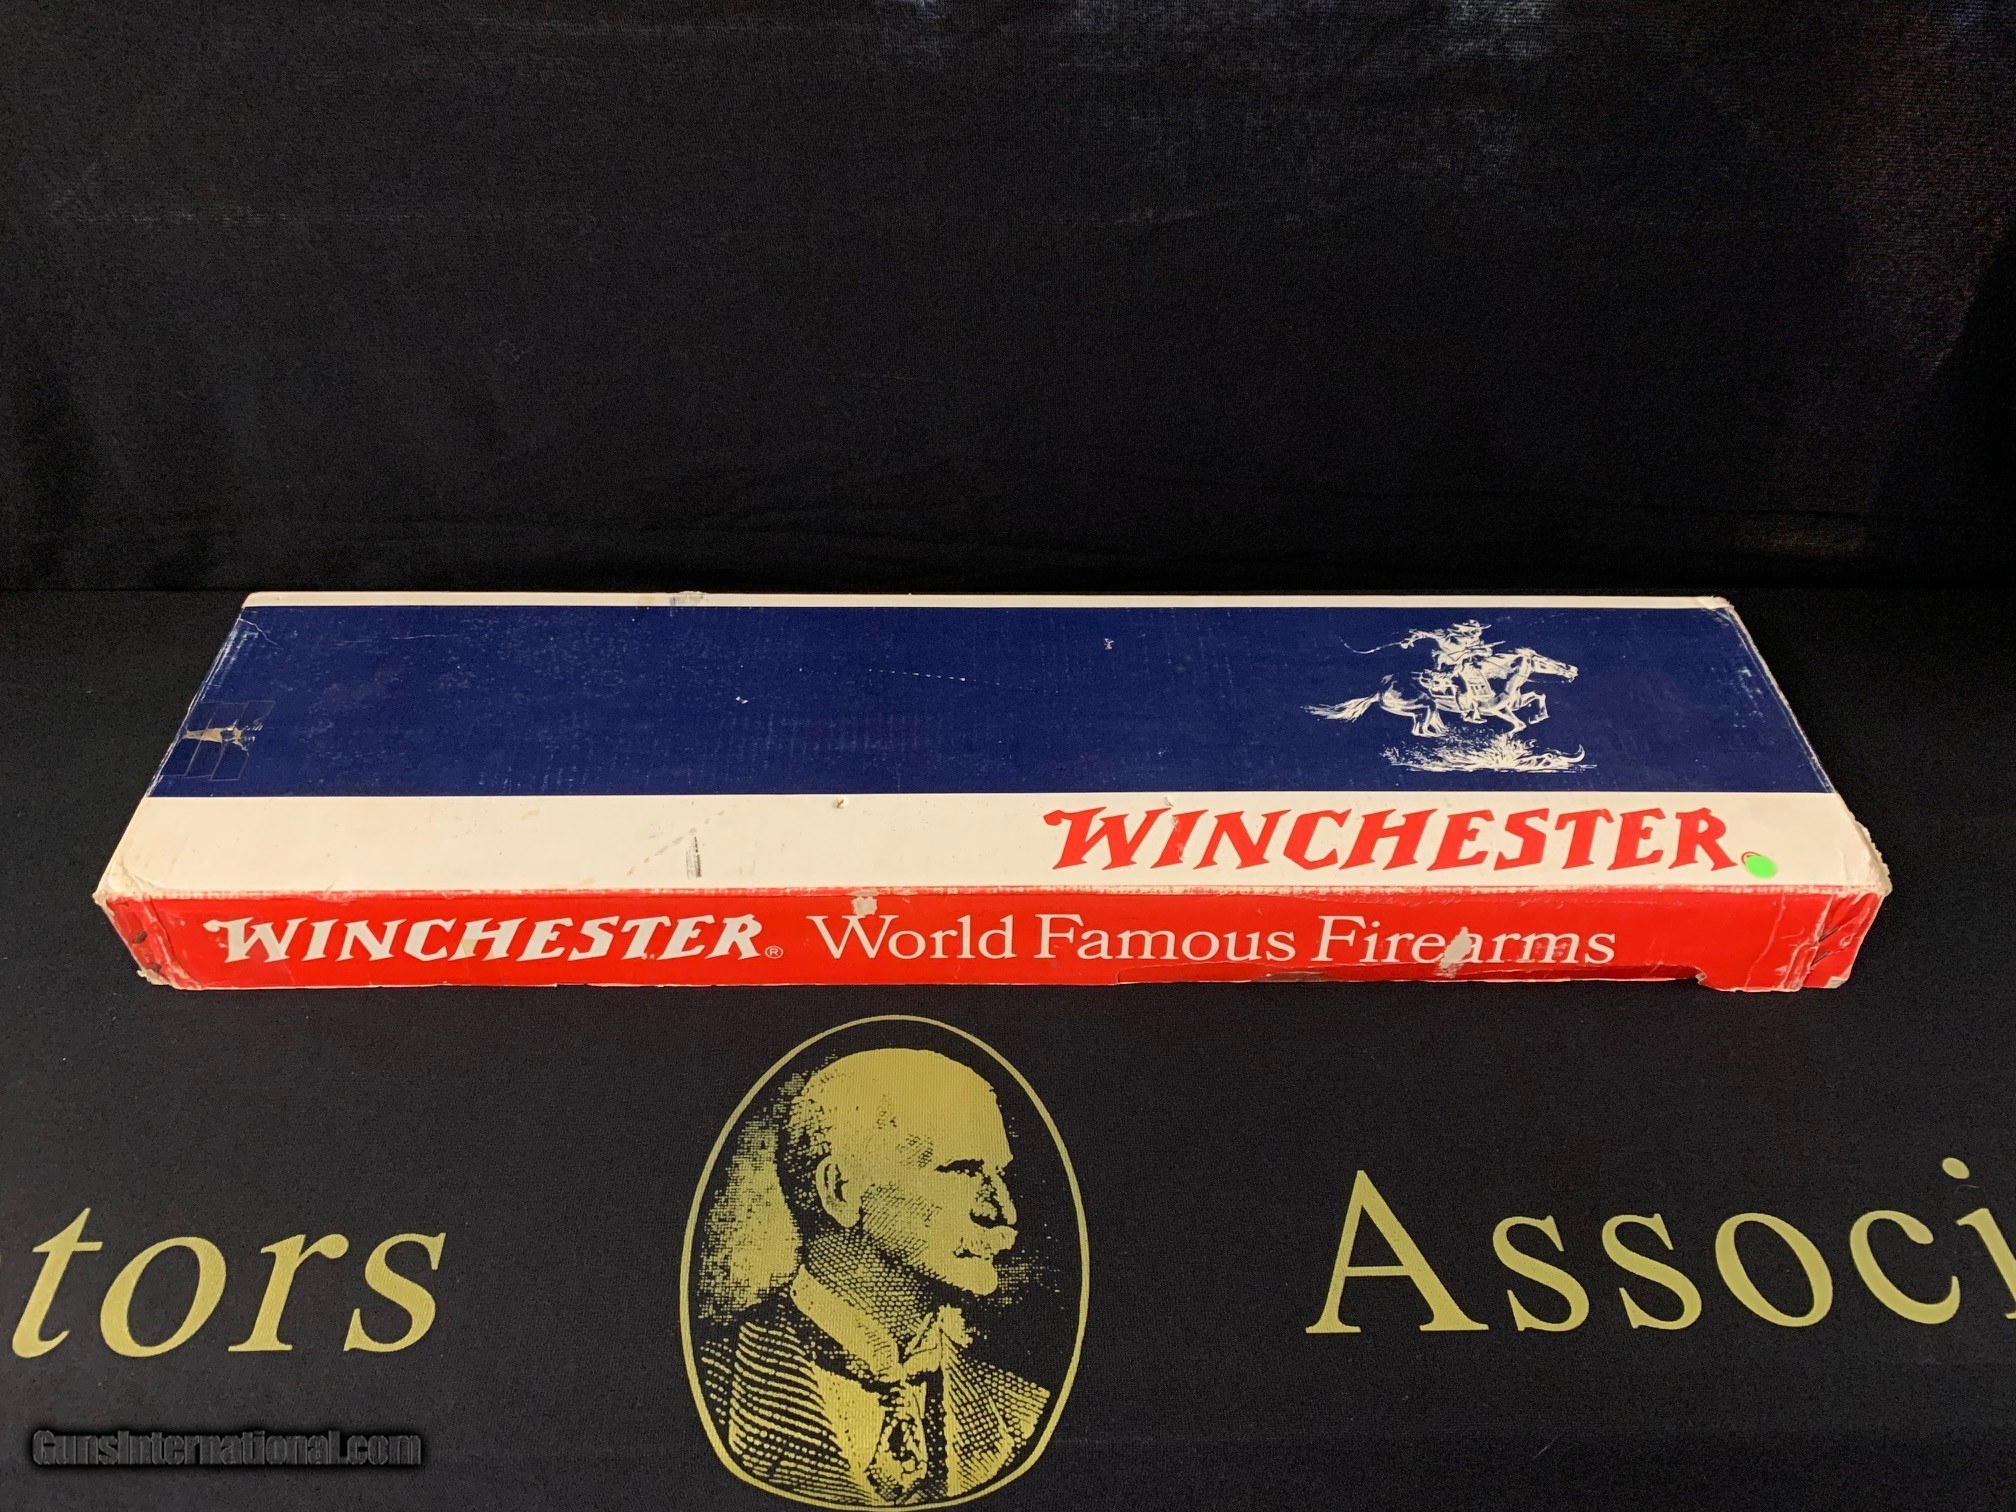 WINCHESTER
WINCHESTER® World Famous Firearms
tors Associ
GunsInternational.com